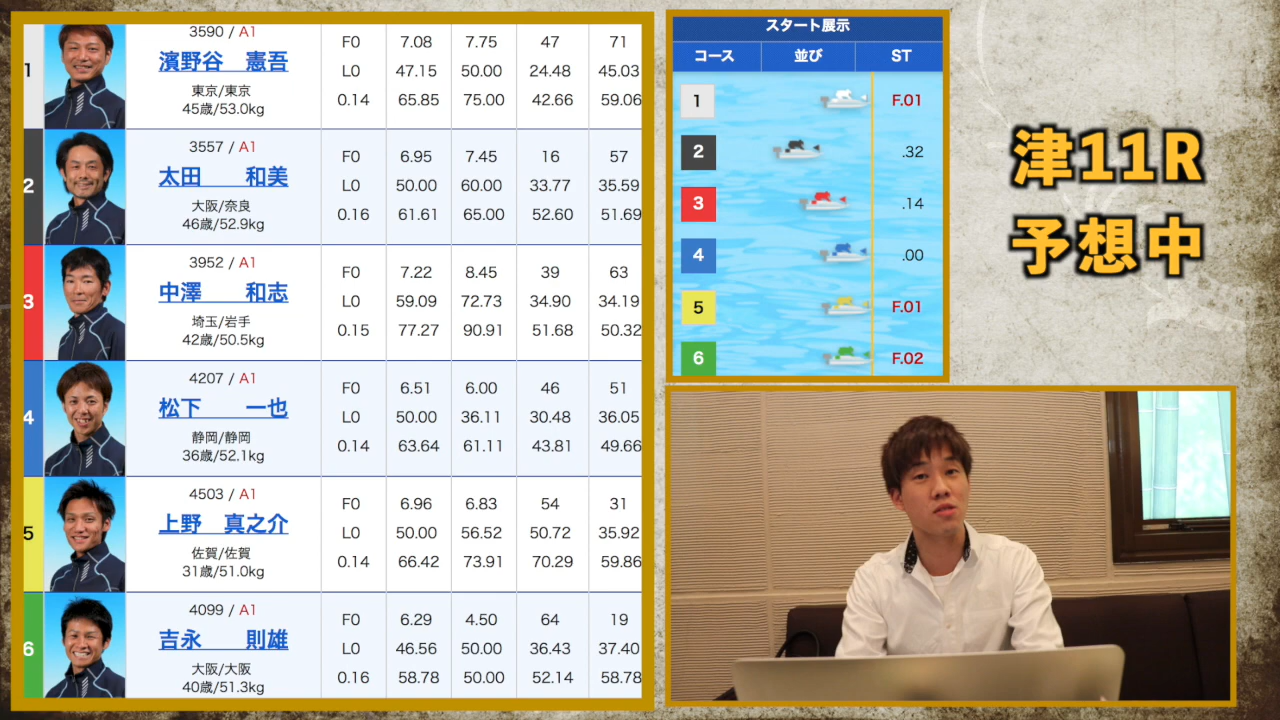 1
3590 / A1
濱野谷 憲吾
東京/東京
45歳/53.0kg
F0 7.08 7.75 47 71
L0 47.15 50.00 24.48 45.03
0.14 65.85 75.00 42.66 59.06
2
3557 / A1
太田 和美
大阪/奈良
46歳/52.9kg
F0 6.95 7.45 16 57
L0 50.00 60.00 33.77 35.59
0.16 61.61 65.00 52.60 51.69
3
3952 / A1
中澤 和志
埼玉/岩手
42歳/50.5kg
F0 7.22 8.45 39 63
L0 59.09 72.73 34.90 34.19
0.15 77.27 90.91 51.68 50.32
4
4207 / A1
松下 一也
静岡/静岡
36歳/52.1kg
F0 6.51 6.00 46 51
L0 50.00 36.11 30.48 36.05
0.14 63.64 61.11 43.81 49.66
5
4503 / A1
上野 真之介
佐賀/佐賀
31歳/51.0kg
F0 6.96 6.83 54 31
L0 50.00 56.52 50.72 35.92
0.14 66.42 73.91 70.29 59.86
6
4099 / A1
吉永 則雄
大阪/大阪
40歳/51.3kg
F0 6.29 4.50 64 19
L0 46.56 50.00 36.43 37.40
0.16 58.78 50.00 52.14 58.78
スタート展示
コース 並び ST
1 F.01
2 .32
3 .14
4 .00
5 F.01
6 F.02
津11R
予想中